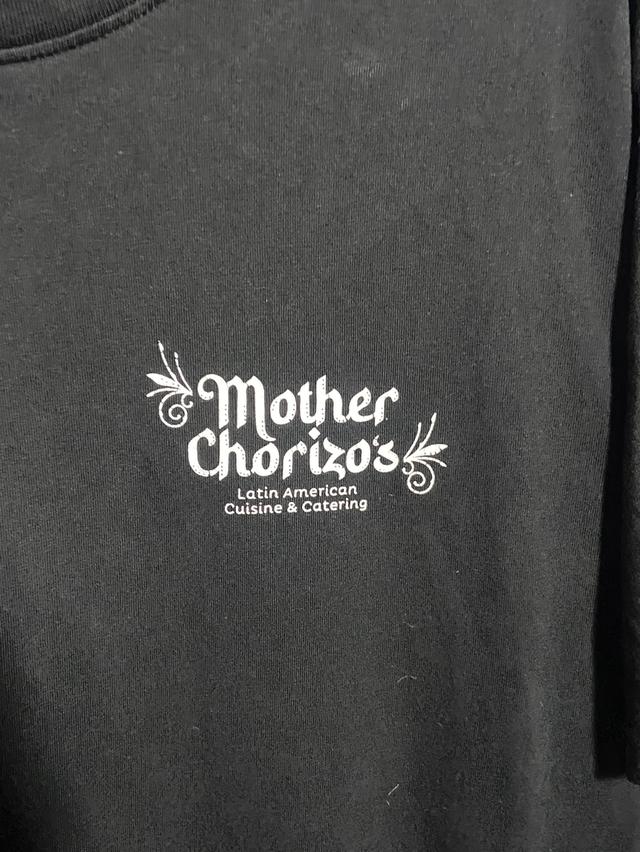 Mother
Chorizo's
Latin American
Cuisine & Catering